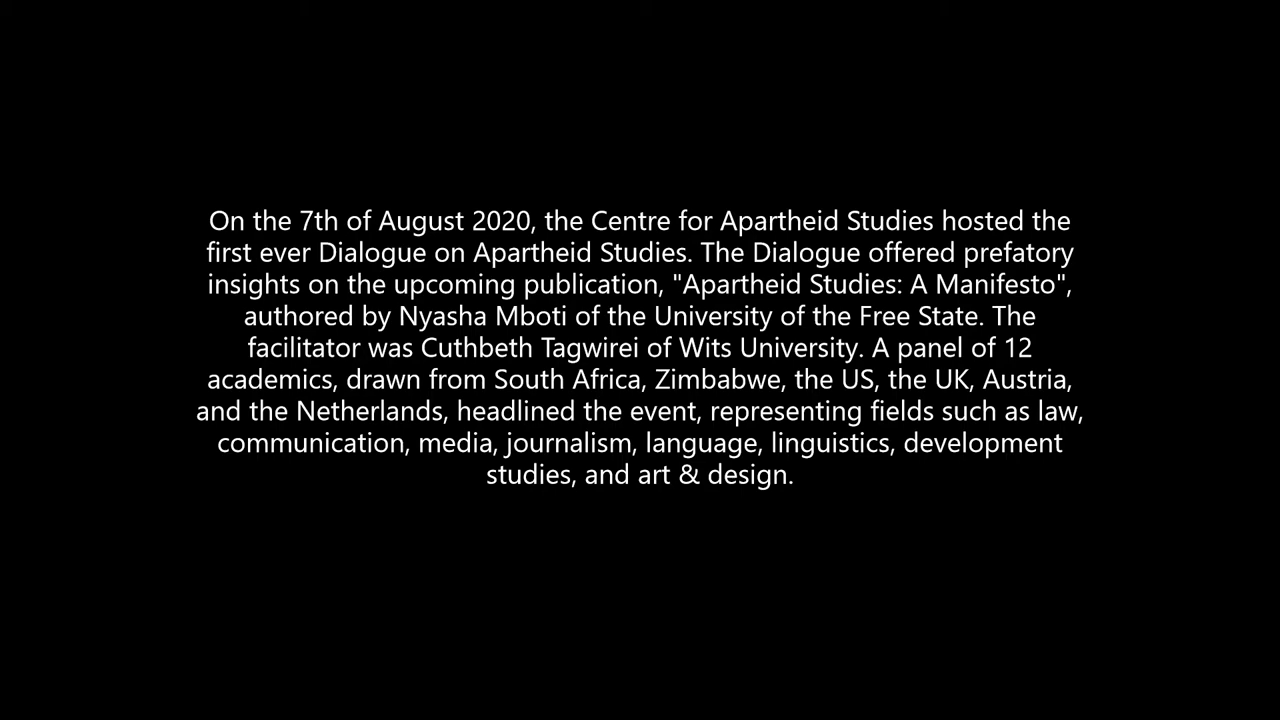 On the 7th of August 2020, the Centre for Apartheid Studies hosted the
first ever Dialogue on Apartheid Studies. The Dialogue offered prefatory
insights on the upcoming publication, "Apartheid Studies: A Manifesto",
authored by Nyasha Mboti of the University of the Free State. The
facilitator was Cuthbeth Tagwirei of Wits University. A panel of 12
academics, drawn from South Africa, Zimbabwe, the US, the UK, Austria,
and the Netherlands, headlined the event, representing fields such as law,
communication, media, journalism, language, linguistics, development
studies, and art & design.